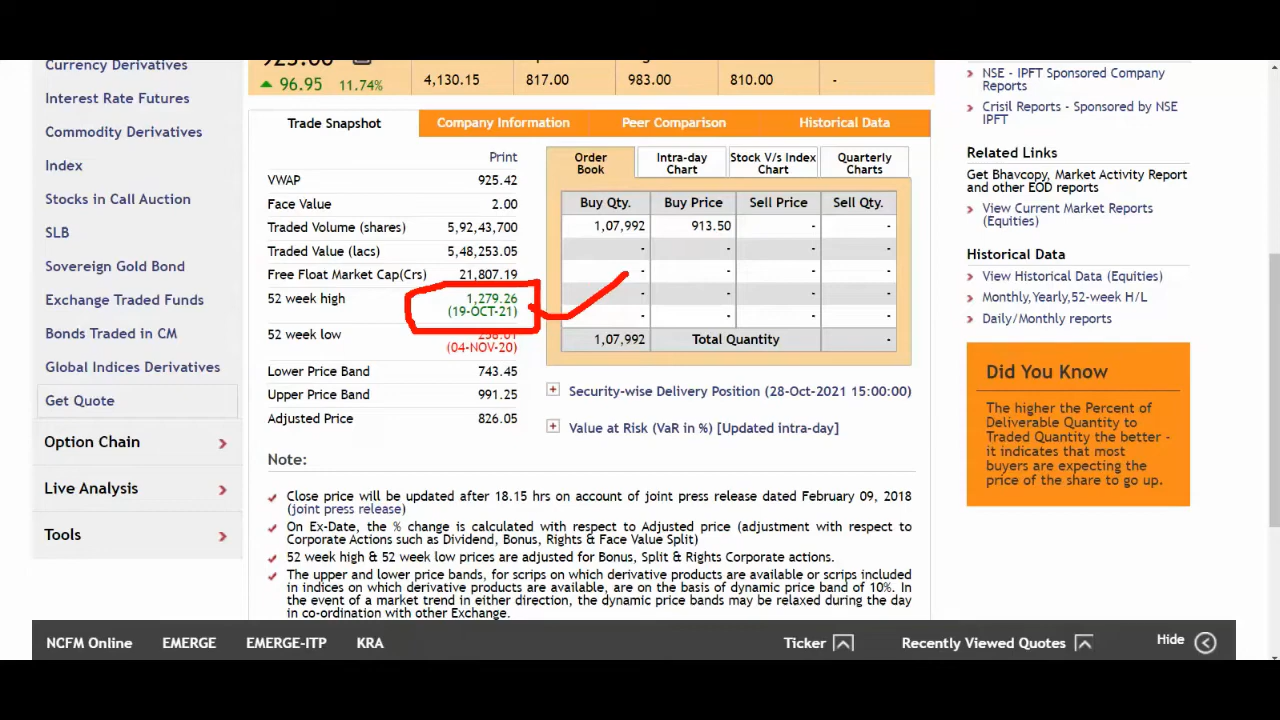 Currency Derivatives
Interest Rate Futures
Commodity Derivatives
Index
Stocks in Call Auction
SLB
Sovereign Gold Bond
Exchange Traded Funds
Bonds Traded in CM
Global Indices Derivatives
Get Quote
Option Chain
Live Analysis
Tools
96.95 11.74%
4,130.15 817.00 983.00 810.00 -
Trade Snapshot Company Information Peer Comparison Historical Data
Print
VWAP 925.42
Face Value 2.00
Traded Volume (shares) 5,92,43,700
Traded Value (lacs) 5,48,253.05
Free Float Market Cap(Crs) 21,807.19
52 week high 1,279.26
(19-OCT-21)
52 week low
(04-NOV-20)
Lower Price Band 743.45
Upper Price Band 991.25
Adjusted Price 826.05
Order Book Intra-day Chart Stock V/s Index Chart Quarterly Charts
Buy Qty. Buy Price Sell Price Sell Qty.
1,07,992 913.50 - -
- - - -
- - - -
- - - -
- - - -
1,07,992 Total Quantity -
Security-wise Delivery Position (28-Oct-2021 15:00:00)
Value at Risk (VaR in %) [Updated intra-day]
Note:
Close price will be updated after 18.15 hrs on account of joint press release dated February 09, 2018
(joint press release)
On Ex-Date, the % change is calculated with respect to Adjusted price (adjustment with respect to
Corporate Actions such as Dividend, Bonus, Rights & Face Value Split)
52 week high & 52 week low prices are adjusted for Bonus, Split & Rights Corporate actions.
The upper and lower price bands, for scrips on which derivative products are available or scrips included
in indices on which derivative products are available, are on the basis of dynamic price band of 10%. In
the event of a market trend in either direction, the dynamic price bands may be relaxed during the day
in co-ordination with other Exchange.
NSE - IPFT Sponsored Company
Reports
Crisil Reports - Sponsored by NSE
IPFT
Related Links
Get Bhavcopy, Market Activity Report
and other EOD reports
View Current Market Reports
(Equities)
Historical Data
View Historical Data (Equities)
Monthly,Yearly,52-week H/L
Daily/Monthly reports
Did You Know
The higher the Percent of
Deliverable Quantity to
Traded Quantity the better -
it indicates that most
buyers are expecting the
price of the share to go up.
NCFM Online EMERGE EMERGE-ITP KRA Ticker Recently Viewed Quotes Hide